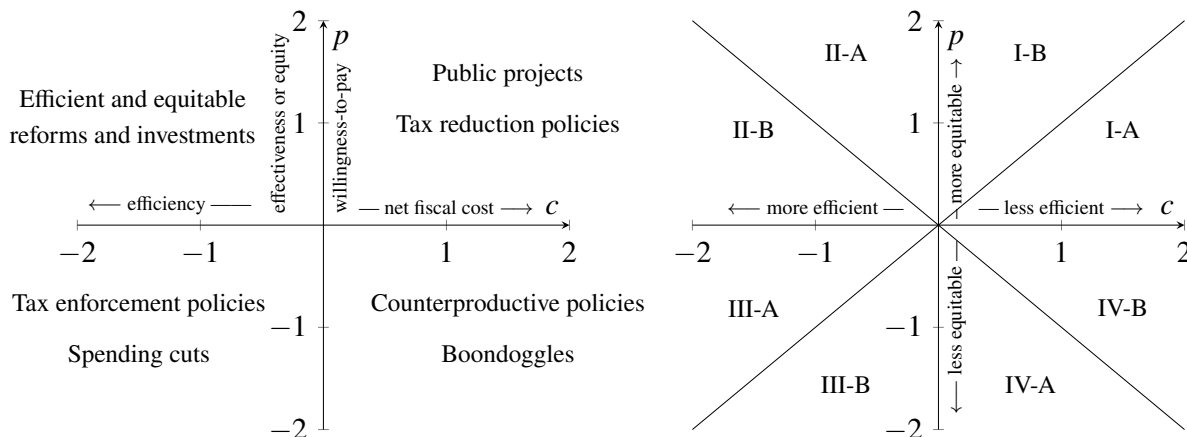 2
p
effectiveness or equity
willingness-to-pay
Public projects
Tax reduction policies
Efficient and equitable
reforms and investments
1
efficiency
net fiscal cost
c
−2
−1
1
2
Tax enforcement policies
Spending cuts
−1
Counterproductive policies
Boondoggles
−2
2
p
II-A
I-B
more equitable
1
II-B
I-A
more efficient
less efficient
c
−2
−1
1
2
less equitable
III-A
−1
IV-B
III-B
IV-A
−2